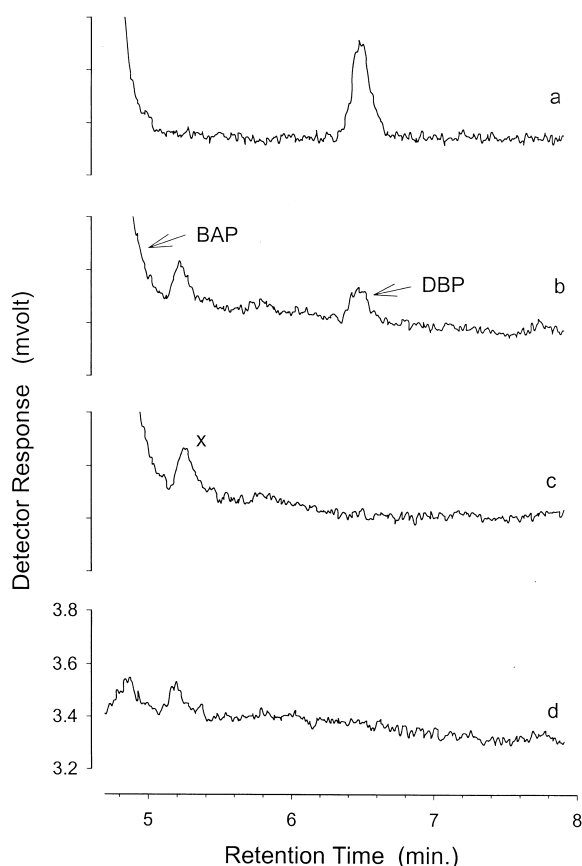 a
BAP
DBP
b
x
c
Detector Response (mvolt)
3.8
3.6
3.4
3.2
d
5 6 7 8
Retention Time (min.)